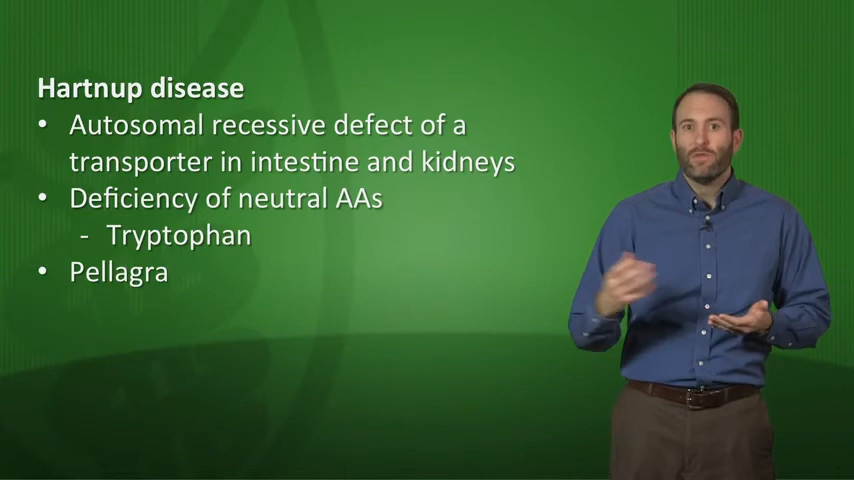 Hartnup disease
• Autosomal recessive defect of a
transporter in intestine and kidneys
• Deficiency of neutral AAs
- Tryptophan
• Pellagra